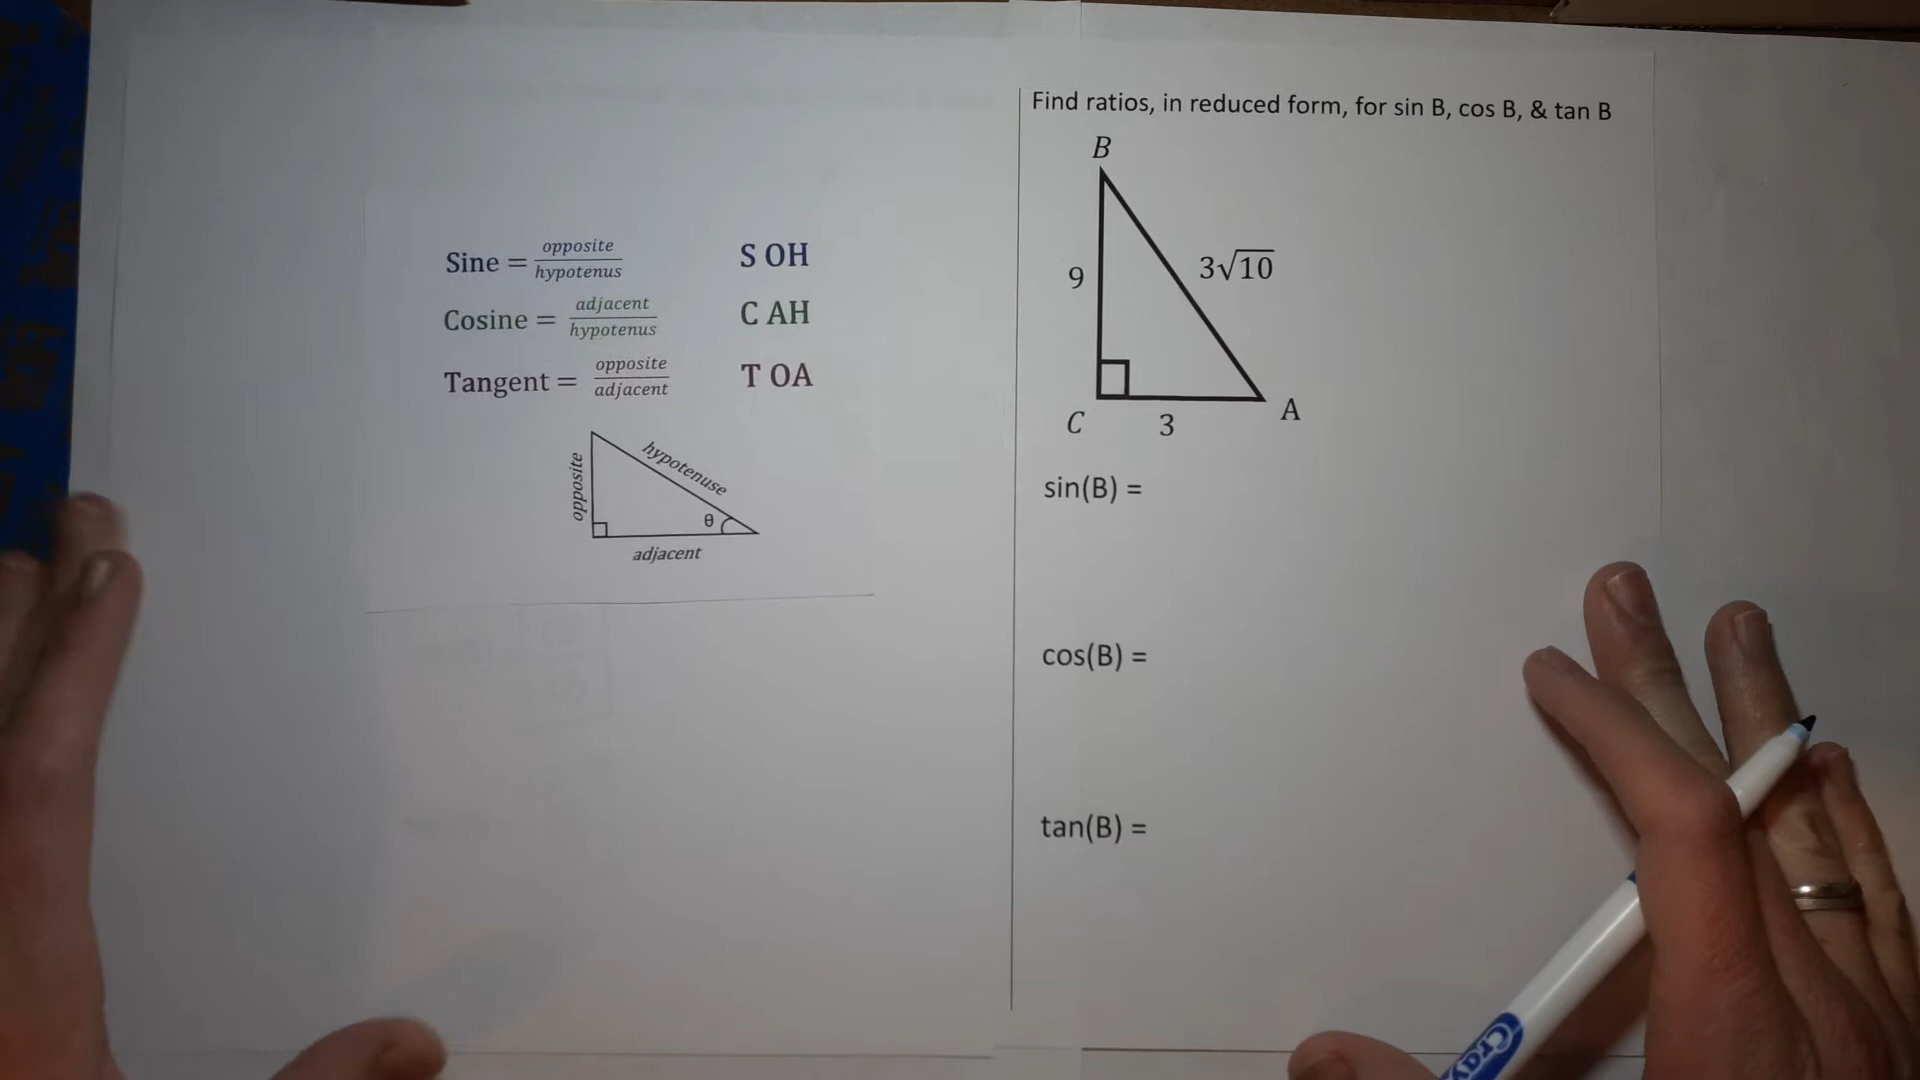 Sine = opposite/hypotenus S OH
Cosine = adjacent/hypotenus C AH
Tangent = opposite/adjacent T OA
opposite
hypotenuse
θ
adjacent
Find ratios, in reduced form, for sin B, cos B, & tan B
B
9
3√10
C
3
A
sin(B) =
cos(B) =
tan(B) =